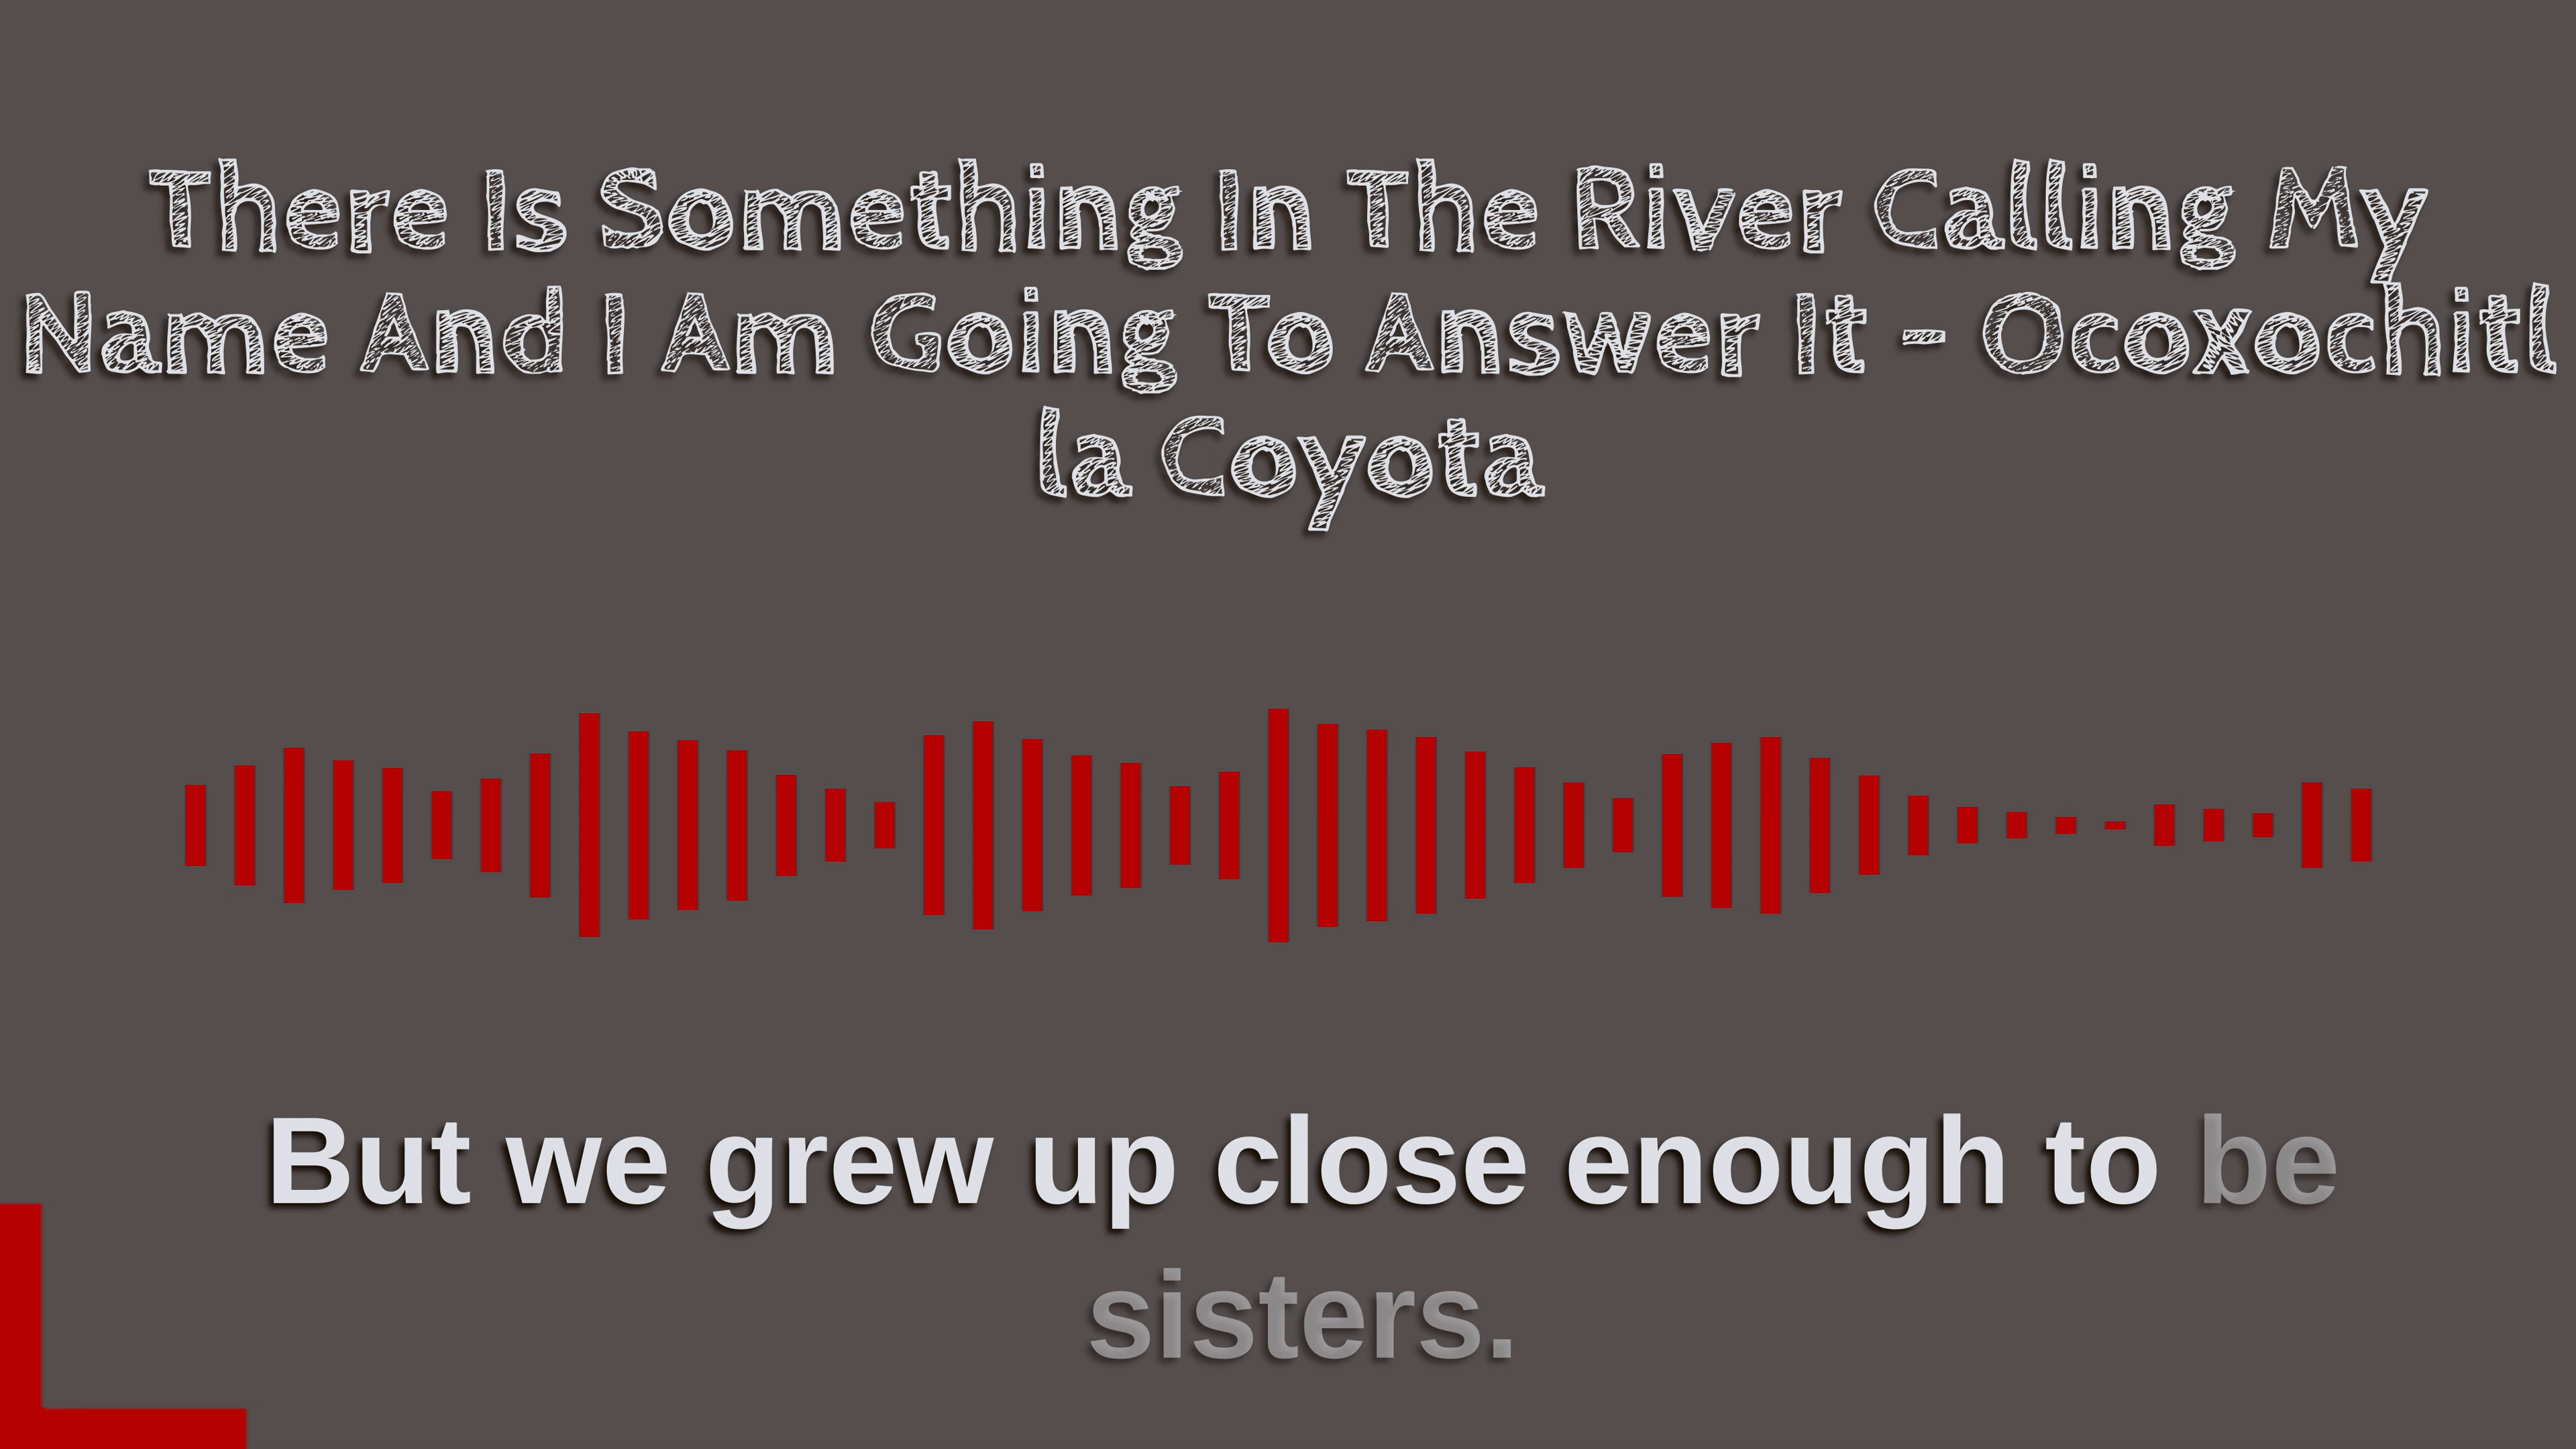 There Is Something In The River Calling My
Name And I Am Going To Answer It - Ocoxochitl
la Coyota
But we grew up close enough to be
sisters.